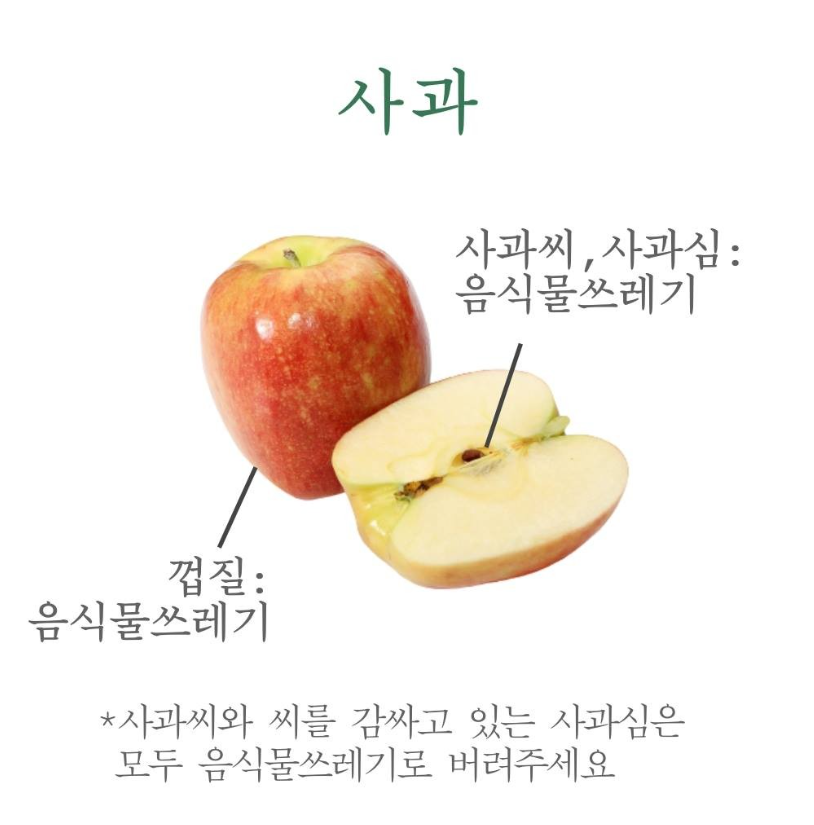 사과
사과씨,사과심:
음식물쓰레기
껍질:
음식물쓰레기
*사과씨와 씨를 감싸고 있는 사과심은
모두 음식물쓰레기로 버려주세요